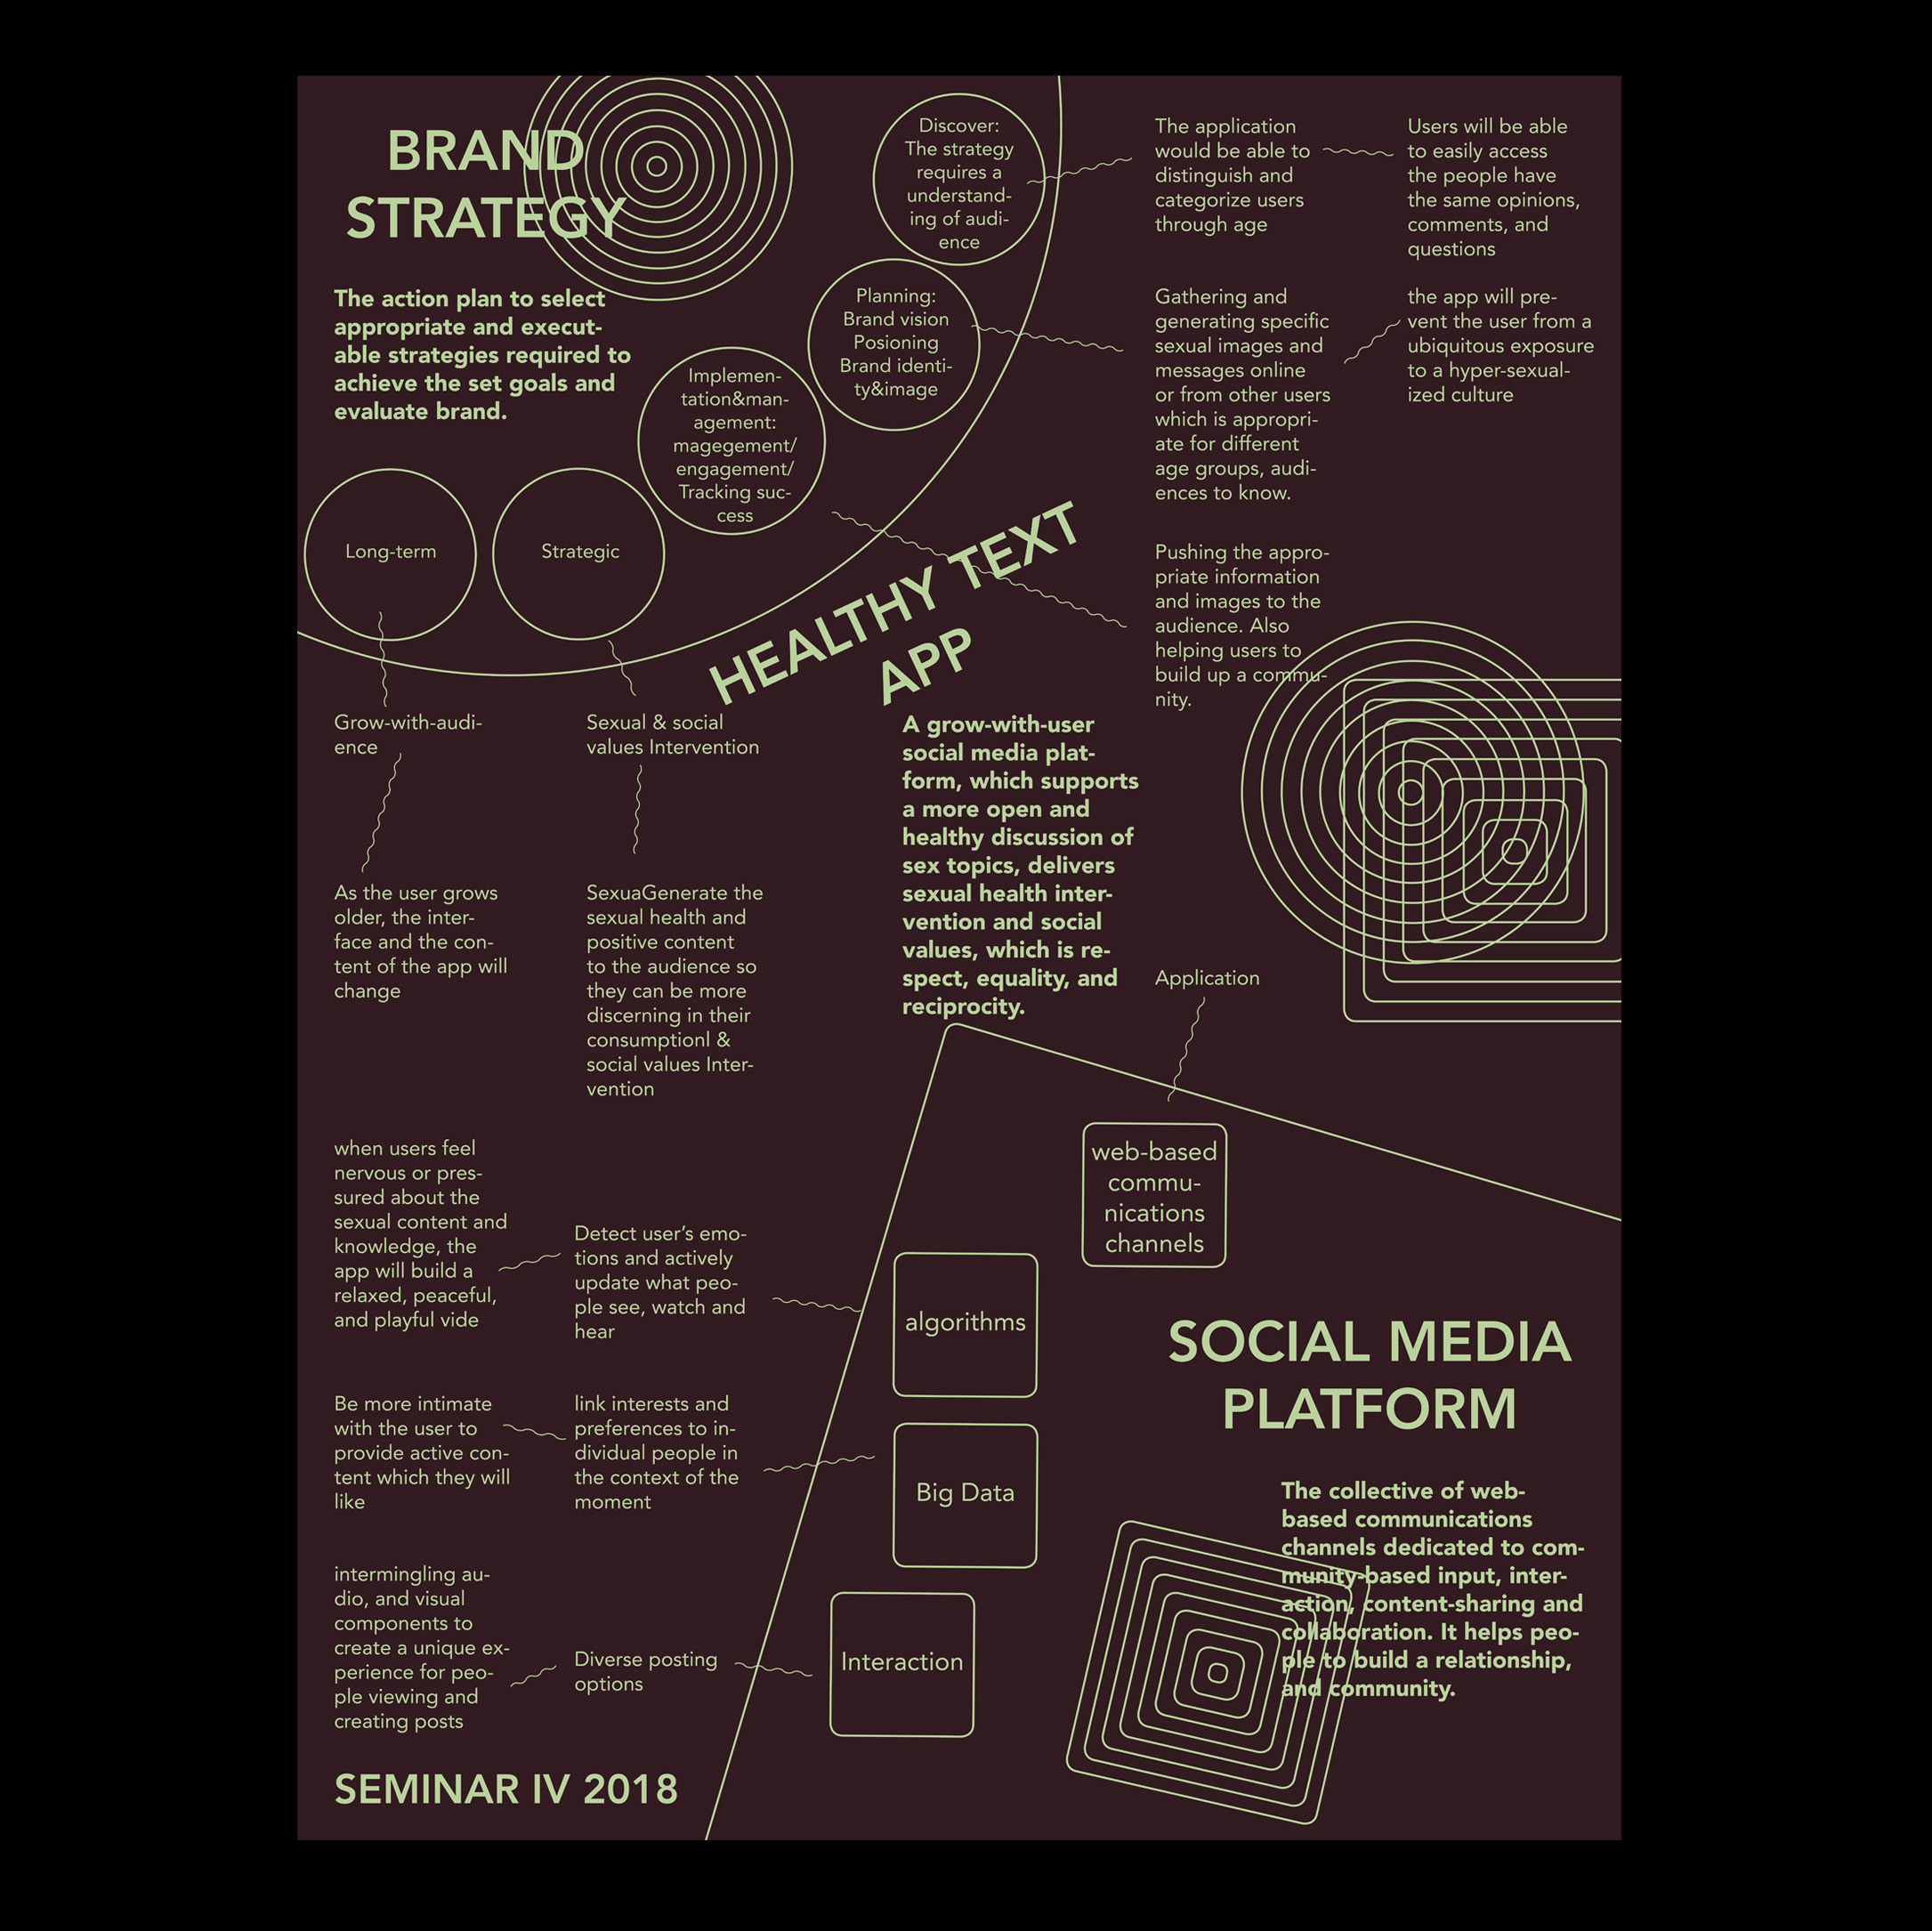 BRAND
STRATEGY
The action plan to select
appropriate and execut-
able strategies required to
achieve the set goals and
evaluate brand.
Discover:
The strategy
requires a
understand-
ing of audi-
ence
The application
would be able to
distinguish and
categorize users
through age
Users will be able
to easily access
the people have
the same opinions,
comments, and
questions
Planning:
Brand vision
Posioning
Brand identi-
ty&image
Gathering and
generating specific
sexual images and
messages online
or from other users
which is appropri-
ate for different
age groups, audi-
ences to know.
the app will pre-
vent the user from a
ubiquitous exposure
to a hyper-sexual-
ized culture
Implemen-
tation&man-
agement:
magegement/
engagement/
Tracking suc-
cess
Pushing the appro-
priate information
and images to the
audience. Also
helping users to
build up a commu-
nity.
Long-term
Strategic
Grow-with-audi-
ence
Sexual & social
values Intervention
As the user grows
older, the inter-
face and the con-
tent of the app will
change
SexuaGenerate the
sexual health and
positive content
to the audience so
they can be more
discerning in their
consumptionl &
social values Inter-
vention
HEALTHY TEXT
APP
A grow-with-user
social media plat-
form, which supports
a more open and
healthy discussion of
sex topics, delivers
sexual health inter-
vention and social
values, which is re-
spect, equality, and
reciprocity.
Application
web-based
commu-
nications
channels
when users feel
nervous or pres-
sured about the
sexual content and
knowledge, the
app will build a
relaxed, peaceful,
and playful vide
Detect user's emo-
tions and actively
update what peo-
ple see, watch and
hear
algorithms
Be more intimate
with the user to
provide active con-
tent which they will
like
link interests and
preferences to in-
dividual people in
the context of the
moment
Big Data
intermingling au-
dio, and visual
components to
create a unique ex-
perience for peo-
ple viewing and
creating posts
Diverse posting
options
Interaction
SOCIAL MEDIA
PLATFORM
The collective of web-
based communications
channels dedicated to com-
munity-based input, inter-
action, content-sharing and
collaboration. It helps peo-
ple to build a relationship,
and community.
SEMINAR IV 2018